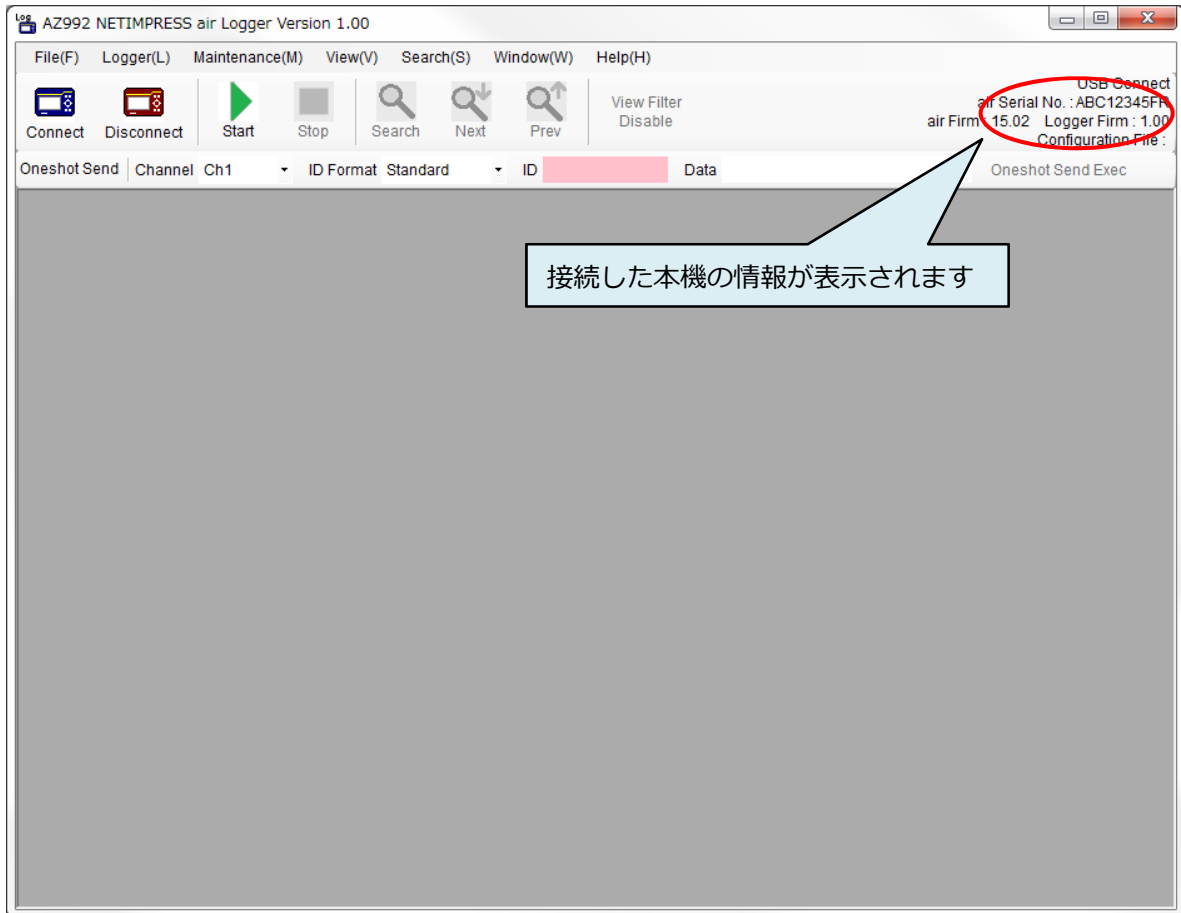 Log AZ992 NETIMPRESS air Logger Version 1.00
File(F) Logger(L) Maintenance(M) View(V) Search(S) Window(W) Help(H)
USB Connect
air Serial No. : ABC12345FR
air Firm : 15.02 Logger Firm : 1.00
Configuration File :
View Filter
Disable
Connect Disconnect Start Stop Search Next Prev
Oneshot Send Channel Ch1 ID Format Standard ID Data Oneshot Send Exec
接続した本機の情報が表示されます